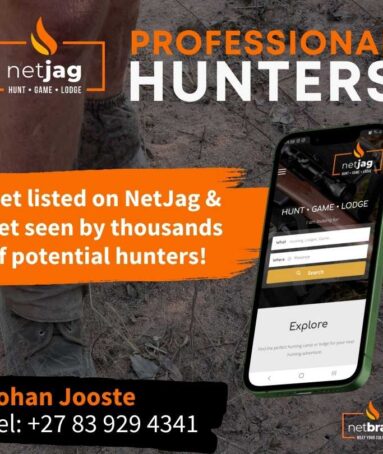 netjag
HUNT • GAME • LODGE
PROFESSIONA
HUNTERS
et listed on NetJag &
et seen by thousands
f potential hunters!
netjag
HUNT • GAME • LODGE
HUNT • GAME • LODGE
I am looking for
what
where
Search
Explore
Find the perfect hunting camp or lodge for your next
hunting adventure.
ohan Jooste
el: +27 83 929 4341
netbra